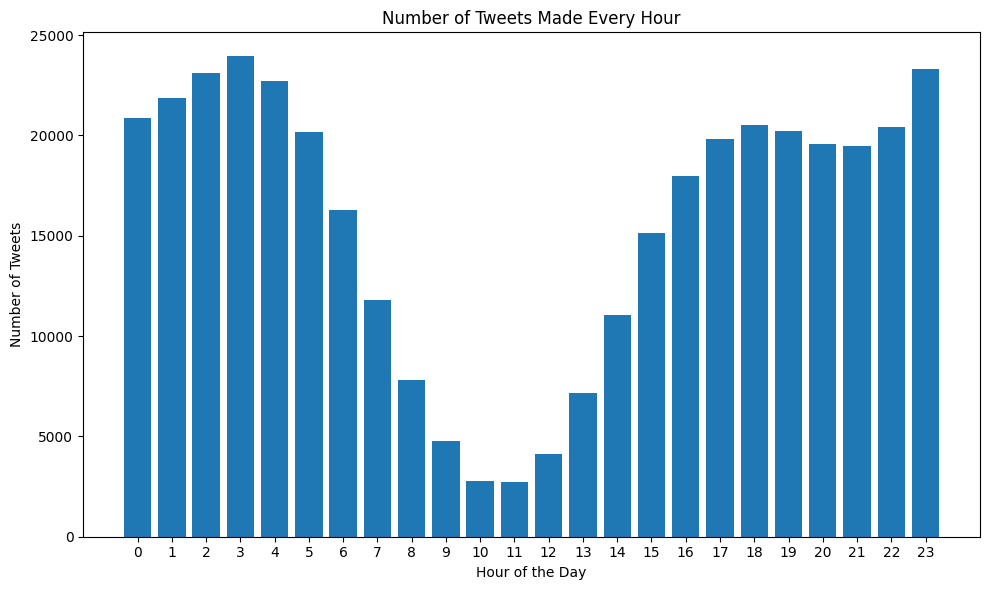 Number of Tweets Made Every Hour
25000
20000
15000
10000
5000
0
Number of Tweets
0 1 2 3 4 5 6 7 8 9 10 11 12 13 14 15 16 17 18 19 20 21 22 23
Hour of the Day